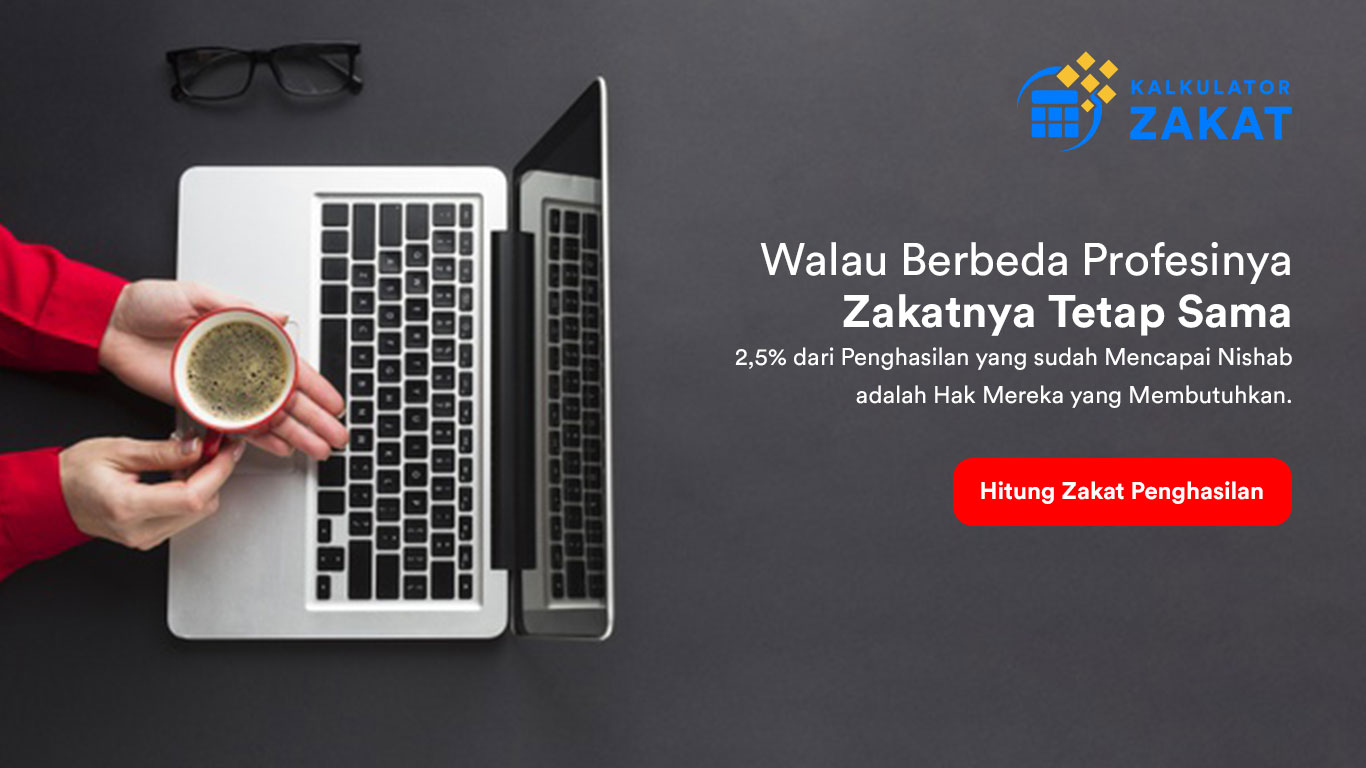 KALKULATOR
ZAKAT
Walau Berbeda Profesinya
Zakatnya Tetap Sama
2,5% dari Penghasilan yang sudah Mencapai Nishab
adalah Hak Mereka yang Membutuhkan.
Hitung Zakat Penghasilan